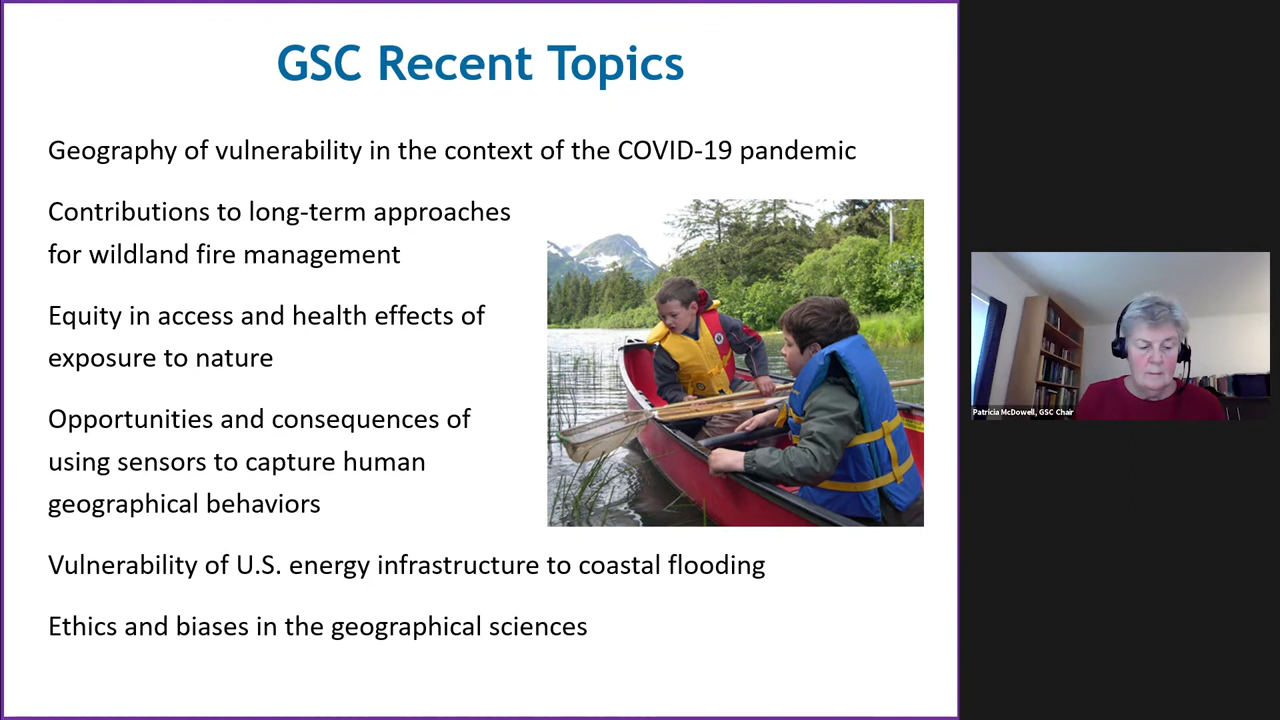 GSC Recent Topics
Geography of vulnerability in the context of the COVID-19 pandemic
Contributions to long-term approaches
for wildland fire management
Equity in access and health effects of
exposure to nature
Opportunities and consequences of
using sensors to capture human
geographical behaviors
Vulnerability of U.S. energy infrastructure to coastal flooding
Ethics and biases in the geographical sciences
Patricia McDowell, GSC Chair